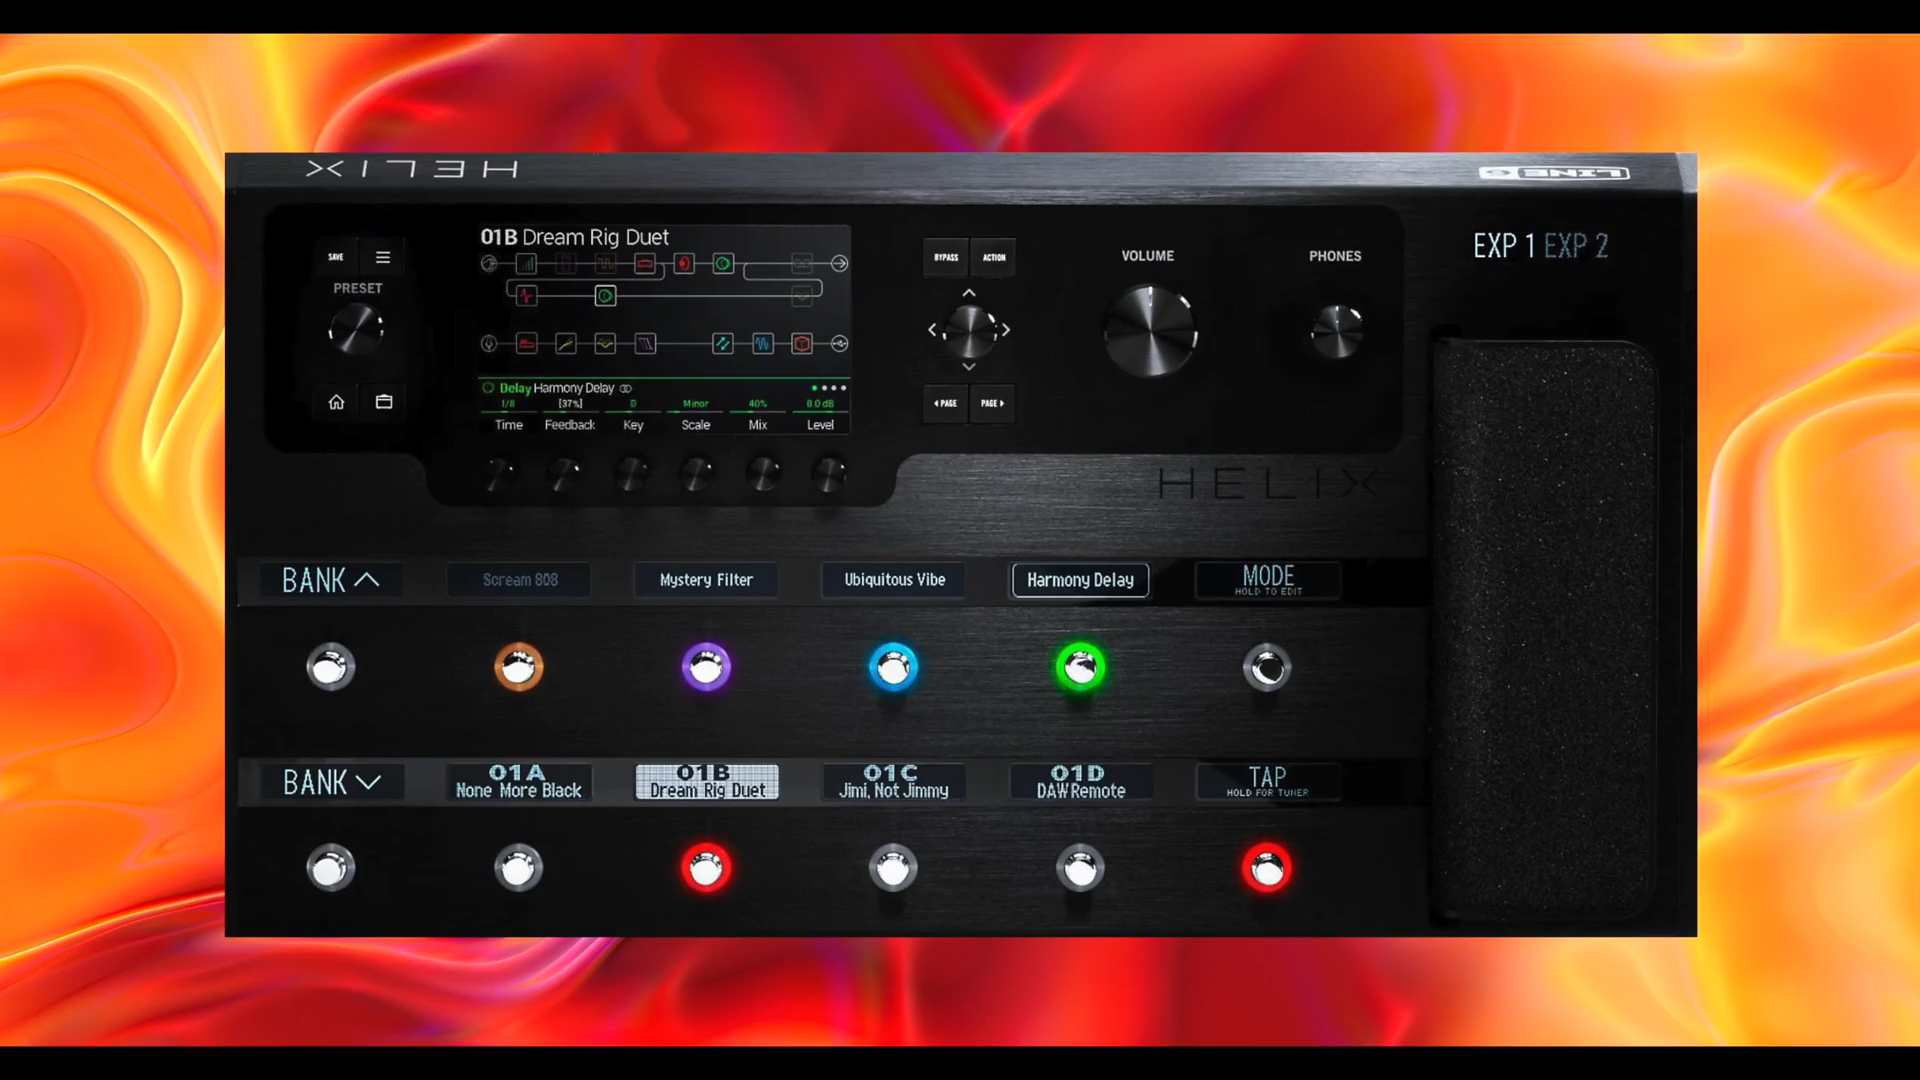 HELIX
LINE 6
SAVE
PRESET
01B Dream Rig Duet
Delay Harmony Delay
1/8 [37%] D Minor 40% 0.0 dB
Time Feedback Key Scale Mix Level
BYPASS ACTION
◂ PAGE PAGE ▸
VOLUME
PHONES
EXP 1 EXP 2
HELIX
BANK Scream 808 Mystery Filter Ubiquitous Vibe Harmony Delay MODE
HOLD TO EDIT
BANK 01A 01B 01C 01D TAP
None More Black Dream Rig Duet Jimi, Not Jimmy DAW Remote HOLD FOR TUNER